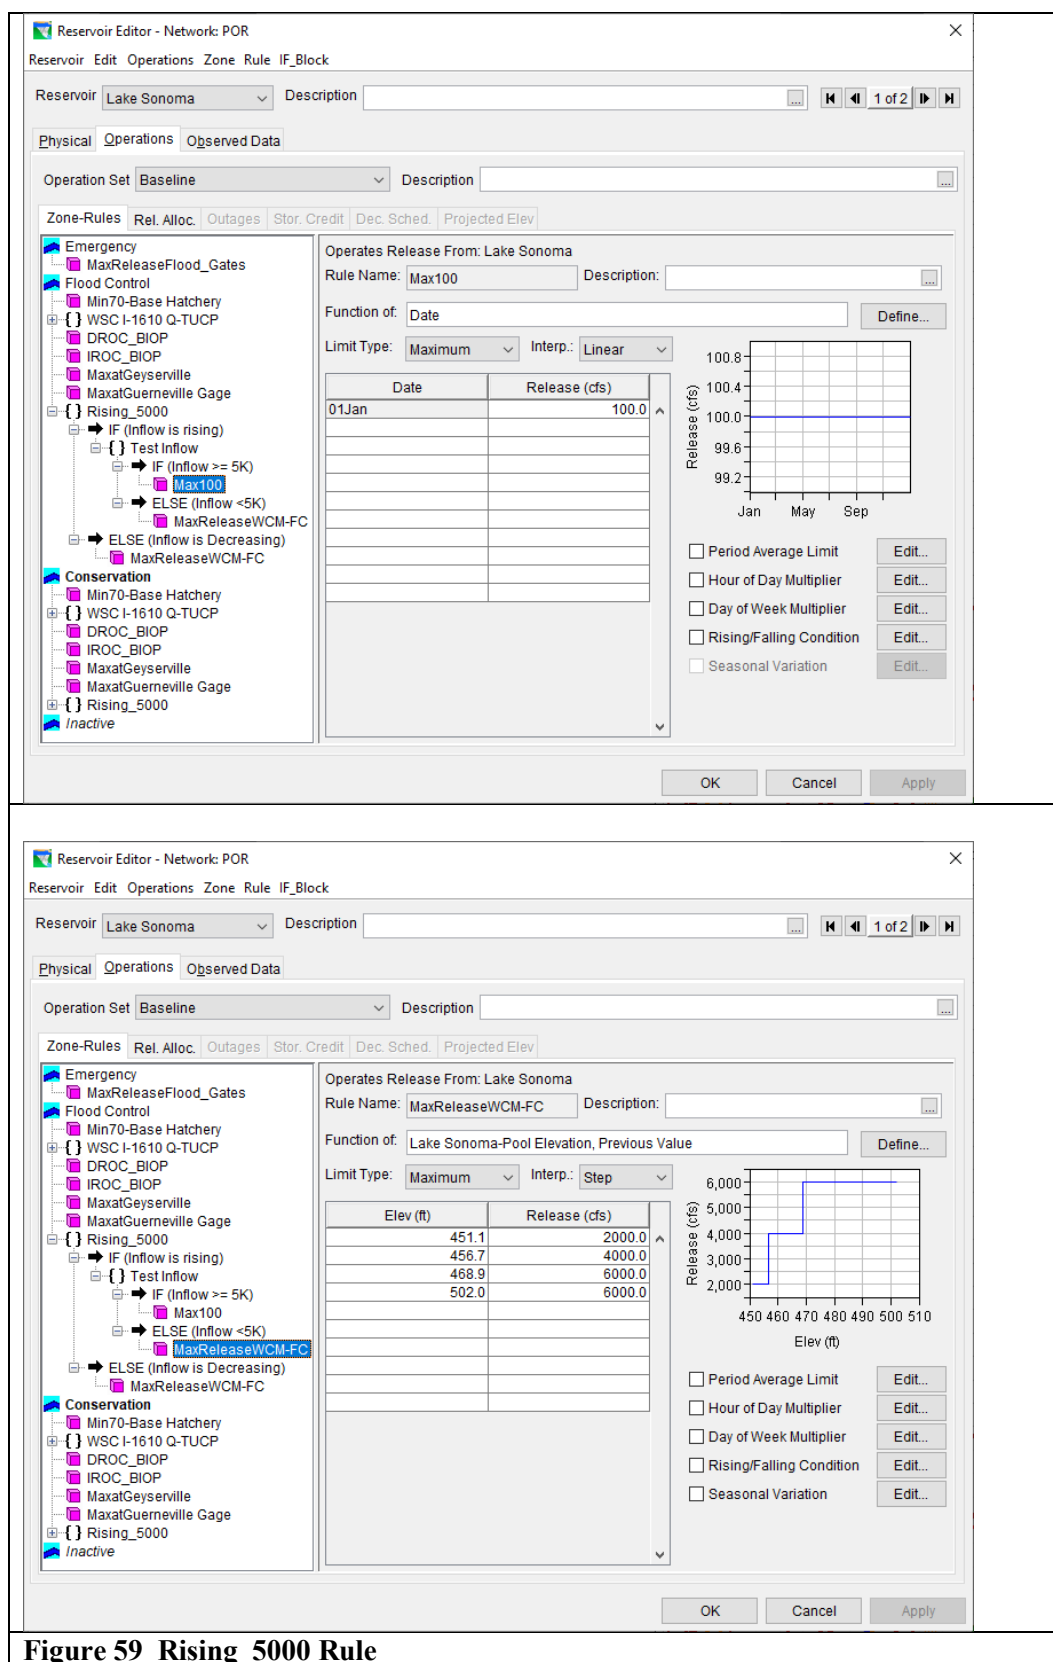 Reservoir Editor - Network: POR
Reservoir Edit Operations Zone Rule IF_Block
Reservoir Lake Sonoma Description ... 1 of 2
Physical Operations Observed Data
Operation Set Baseline Description ...
Zone-Rules Rel. Alloc. Outages Stor. Credit Dec. Sched. Projected Elev
Emergency
MaxReleaseFlood_Gates
Flood Control
Min70-Base Hatchery
{ } WSC I-1610 Q-TUCP
DROC_BIOP
IROC_BIOP
MaxatGeyserville
MaxatGuerneville Gage
{ } Rising_5000
IF (Inflow is rising)
{ } Test Inflow
IF (Inflow >= 5K)
Max100
ELSE (Inflow <5K)
MaxReleaseWCM-FC
ELSE (Inflow is Decreasing)
MaxReleaseWCM-FC
Conservation
Min70-Base Hatchery
{ } WSC I-1610 Q-TUCP
DROC_BIOP
IROC_BIOP
MaxatGeyserville
MaxatGuerneville Gage
{ } Rising_5000
Inactive
Operates Release From: Lake Sonoma
Rule Name: Max100 Description: ...
Function of: Date Define...
Limit Type: Maximum Interp.: Linear
Date Release (cfs)
01Jan 100.0
Release (cfs)
100.8
100.4
100.0
99.6
99.2
Jan May Sep
Period Average Limit Edit...
Hour of Day Multiplier Edit...
Day of Week Multiplier Edit...
Rising/Falling Condition Edit...
Seasonal Variation Edit...
OK Cancel Apply
Reservoir Editor - Network: POR
Reservoir Edit Operations Zone Rule IF_Block
Reservoir Lake Sonoma Description ... 1 of 2
Physical Operations Observed Data
Operation Set Baseline Description ...
Zone-Rules Rel. Alloc. Outages Stor. Credit Dec. Sched. Projected Elev
Emergency
MaxReleaseFlood_Gates
Flood Control
Min70-Base Hatchery
{ } WSC I-1610 Q-TUCP
DROC_BIOP
IROC_BIOP
MaxatGeyserville
MaxatGuerneville Gage
{ } Rising_5000
IF (Inflow is rising)
{ } Test Inflow
IF (Inflow >= 5K)
Max100
ELSE (Inflow <5K)
MaxReleaseWCM-FC
ELSE (Inflow is Decreasing)
MaxReleaseWCM-FC
Conservation
Min70-Base Hatchery
{ } WSC I-1610 Q-TUCP
DROC_BIOP
IROC_BIOP
MaxatGeyserville
MaxatGuerneville Gage
{ } Rising_5000
Inactive
Operates Release From: Lake Sonoma
Rule Name: MaxReleaseWCM-FC Description: ...
Function of: Lake Sonoma-Pool Elevation, Previous Value Define...
Limit Type: Maximum Interp.: Step
Elev (ft) Release (cfs)
451.1 2000.0
456.7 4000.0
468.9 6000.0
502.0 6000.0
Release (cfs)
6,000
5,000
4,000
3,000
2,000
450 460 470 480 490 500 510
Elev (ft)
Period Average Limit Edit...
Hour of Day Multiplier Edit...
Day of Week Multiplier Edit...
Rising/Falling Condition Edit...
Seasonal Variation Edit...
OK Cancel Apply
Figure 59 Rising_5000 Rule